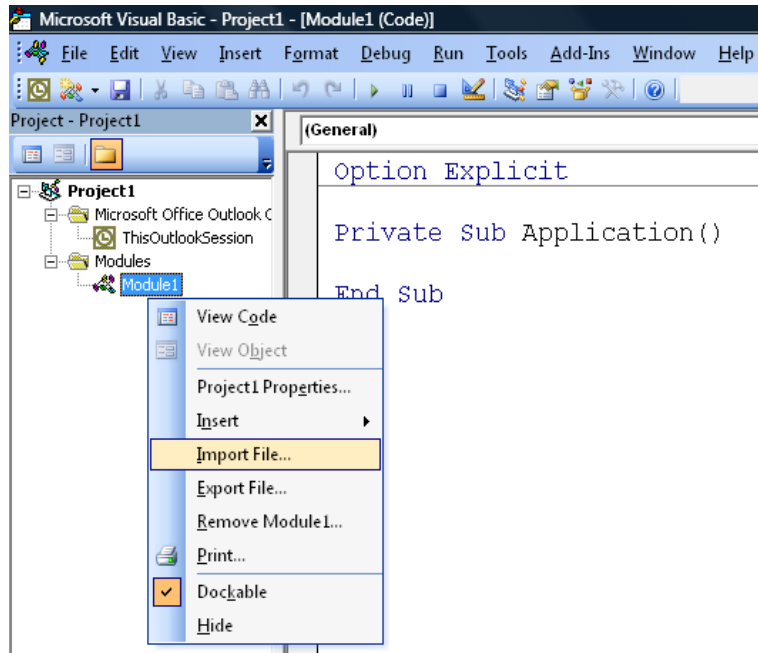 Microsoft Visual Basic - Project1 - [Module1 (Code)]
File Edit View Insert Format Debug Run Tools Add-Ins Window Help
Project - Project1
(General)
Option Explicit
Project1
Microsoft Office Outlook
ThisOutlookSession
Private Sub Application()
Modules
Module1
End Sub
View Code
View Object
Project1 Properties...
Insert
Import File...
Export File...
Remove Module1...
Print...
Dockable
Hide